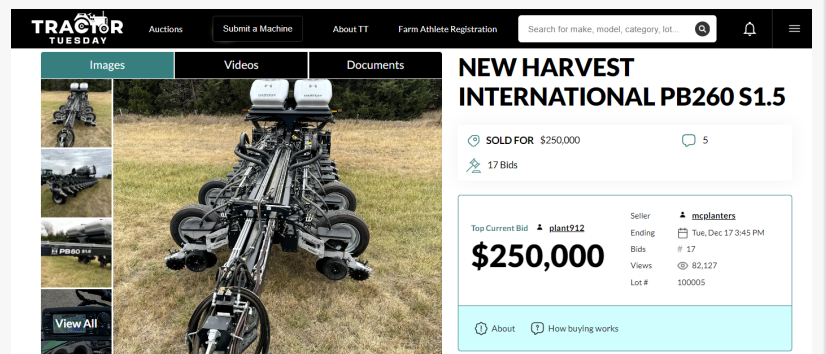 TRACTOR
TUESDAY
Auctions
Submit a Machine
About TT
Farm Athlete Registration
Search for make, model, category, lot...
Images
Videos
Documents
View All
NEW HARVEST
INTERNATIONAL PB260 S1.5
SOLD FOR $250,000
5
17 Bids
Top Current Bid plant912
$250,000
Seller mcplanters
Ending Tue, Dec 17 3:45 PM
Bids # 17
Views 82,127
Lot # 100005
About
How buying works